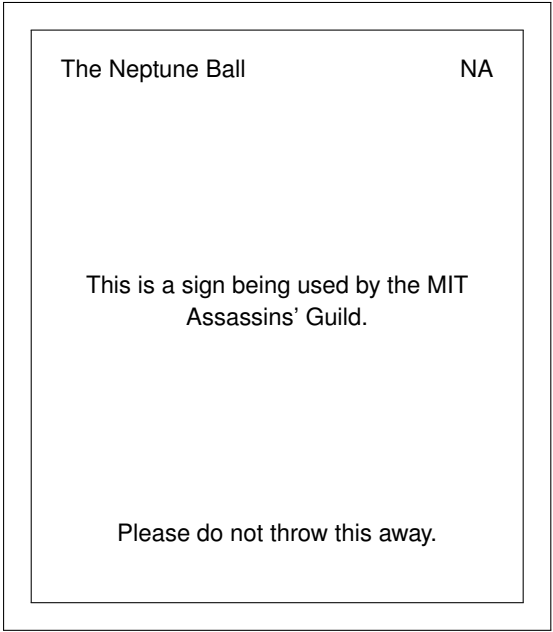 The Neptune Ball NA
This is a sign being used by the MIT
Assassins' Guild.
Please do not throw this away.